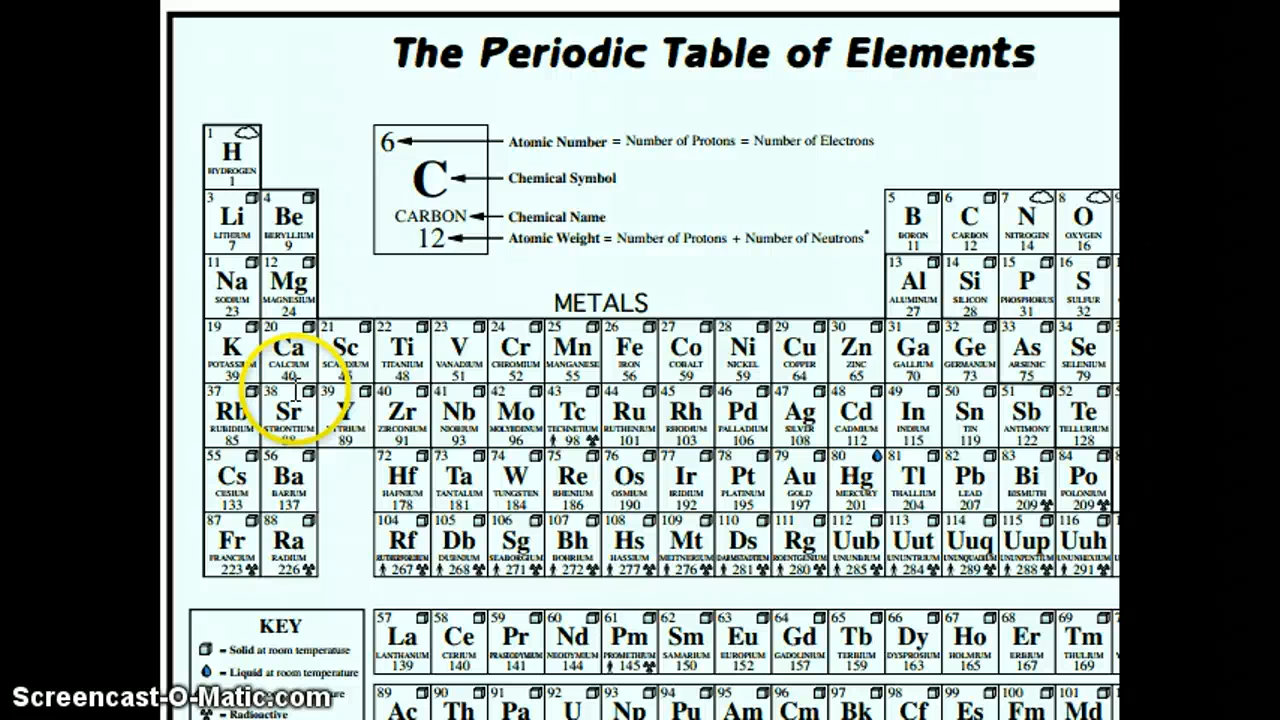 The Periodic Table of Elements
1
H
HYDROGEN
1
6
C
CARBON
12
Atomic Number = Number of Protons = Number of Electrons
Chemical Symbol
Chemical Name
Atomic Weight = Number of Protons + Number of Neutrons*
3 4 5 6 7 8
Li Be B C N O
LITHIUM BERYLLIUM BORON CARBON NITROGEN OXYGEN
7 9 11 12 14 16
11 12 13 14 15 16
Na Mg Al Si P S
SODIUM MAGNESIUM ALUMINUM SILICON PHOSPHORUS SULFUR
23 24 27 28 31 32
METALS
19 20 21 22 23 24 25 26 27 28 29 30 31 32 33 34
K Ca Sc Ti V Cr Mn Fe Co Ni Cu Zn Ga Ge As Se
POTASSIUM CALCIUM SCANDIUM TITANIUM VANADIUM CHROMIUM MANGANESE IRON COBALT NICKEL COPPER ZINC GALLIUM GERMANIUM ARSENIC SELENIUM
39 40 45 48 51 52 55 56 59 59 64 65 70 73 75 79
37 38 39 40 41 42 43 44 45 46 47 48 49 50 51 52
Rb Sr Y Zr Nb Mo Tc Ru Rh Pd Ag Cd In Sn Sb Te
RUBIDIUM STRONTIUM YTTRIUM ZIRCONIUM NIOBIUM MOLYBDENUM TECHNETIUM RUTHENIUM RHODIUM PALLADIUM SILVER CADMIUM INDIUM TIN ANTIMONY TELLURIUM
85 88 89 91 93 96 98 101 103 106 108 112 115 119 122 128
55 56 72 73 74 75 76 77 78 79 80 81 82 83 84
Cs Ba Hf Ta W Re Os Ir Pt Au Hg Tl Pb Bi Po
CESIUM BARIUM HAFNIUM TANTALUM TUNGSTEN RHENIUM OSMIUM IRIDIUM PLATINUM GOLD MERCURY THALLIUM LEAD BISMUTH POLONIUM
133 137 178 181 184 186 190 192 195 197 201 204 207 209 209
87 88 104 105 106 107 108 109 110 111 112 113 114 115 116
Fr Ra Rf Db Sg Bh Hs Mt Ds Rg Uub Uut Uuq Uup Uuh
FRANCIUM RADIUM RUTHERFORDIUM DUBNIUM SEABORGIUM BOHRIUM HASSIUM MEITNERIUM DARMSTADTIUM ROENTGENIUM UNUNBIUM UNUNTRIUM UNUNQUADIUM UNUNPENTIUM UNUNHEXIUM
223 226 267 268 271 272 277 276 281 280 285 284 289 288 291
57 58 59 60 61 62 63 64 65 66 67 68 69
La Ce Pr Nd Pm Sm Eu Gd Tb Dy Ho Er Tm
LANTHANUM CERIUM PRASEODYMIUM NEODYMIUM PROMETHIUM SAMARIUM EUROPIUM GADOLINIUM TERBIUM DYSPROSIUM HOLMIUM ERBIUM THULIUM
139 140 141 144 145 150 152 157 159 163 165 167 169
89 90 91 92 93 94 95 96 97 98 99 100 101
Ac Th Pa U Np Pu Am Cm Bk Cf Es Fm Md
KEY
= Solid at room temperature
= Liquid at room temperature
= Radioactive
Screencast-O-Matic.com